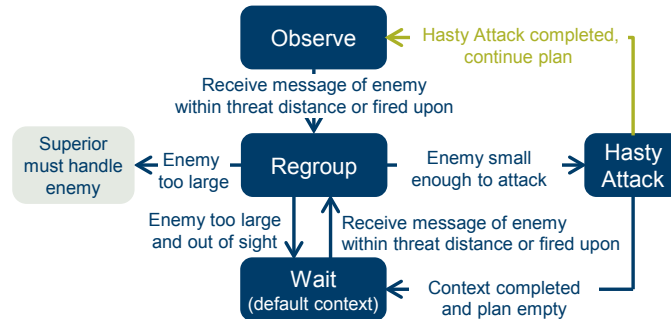 Observe
Hasty Attack completed,
continue plan
Receive message of enemy
within threat distance or fired upon
Superior
must handle
enemy
Enemy
too large
Regroup
Enemy small
enough to attack
Hasty
Attack
Enemy too large
and out of sight
Receive message of enemy
within threat distance or fired upon
Wait
(default context)
Context completed
and plan empty